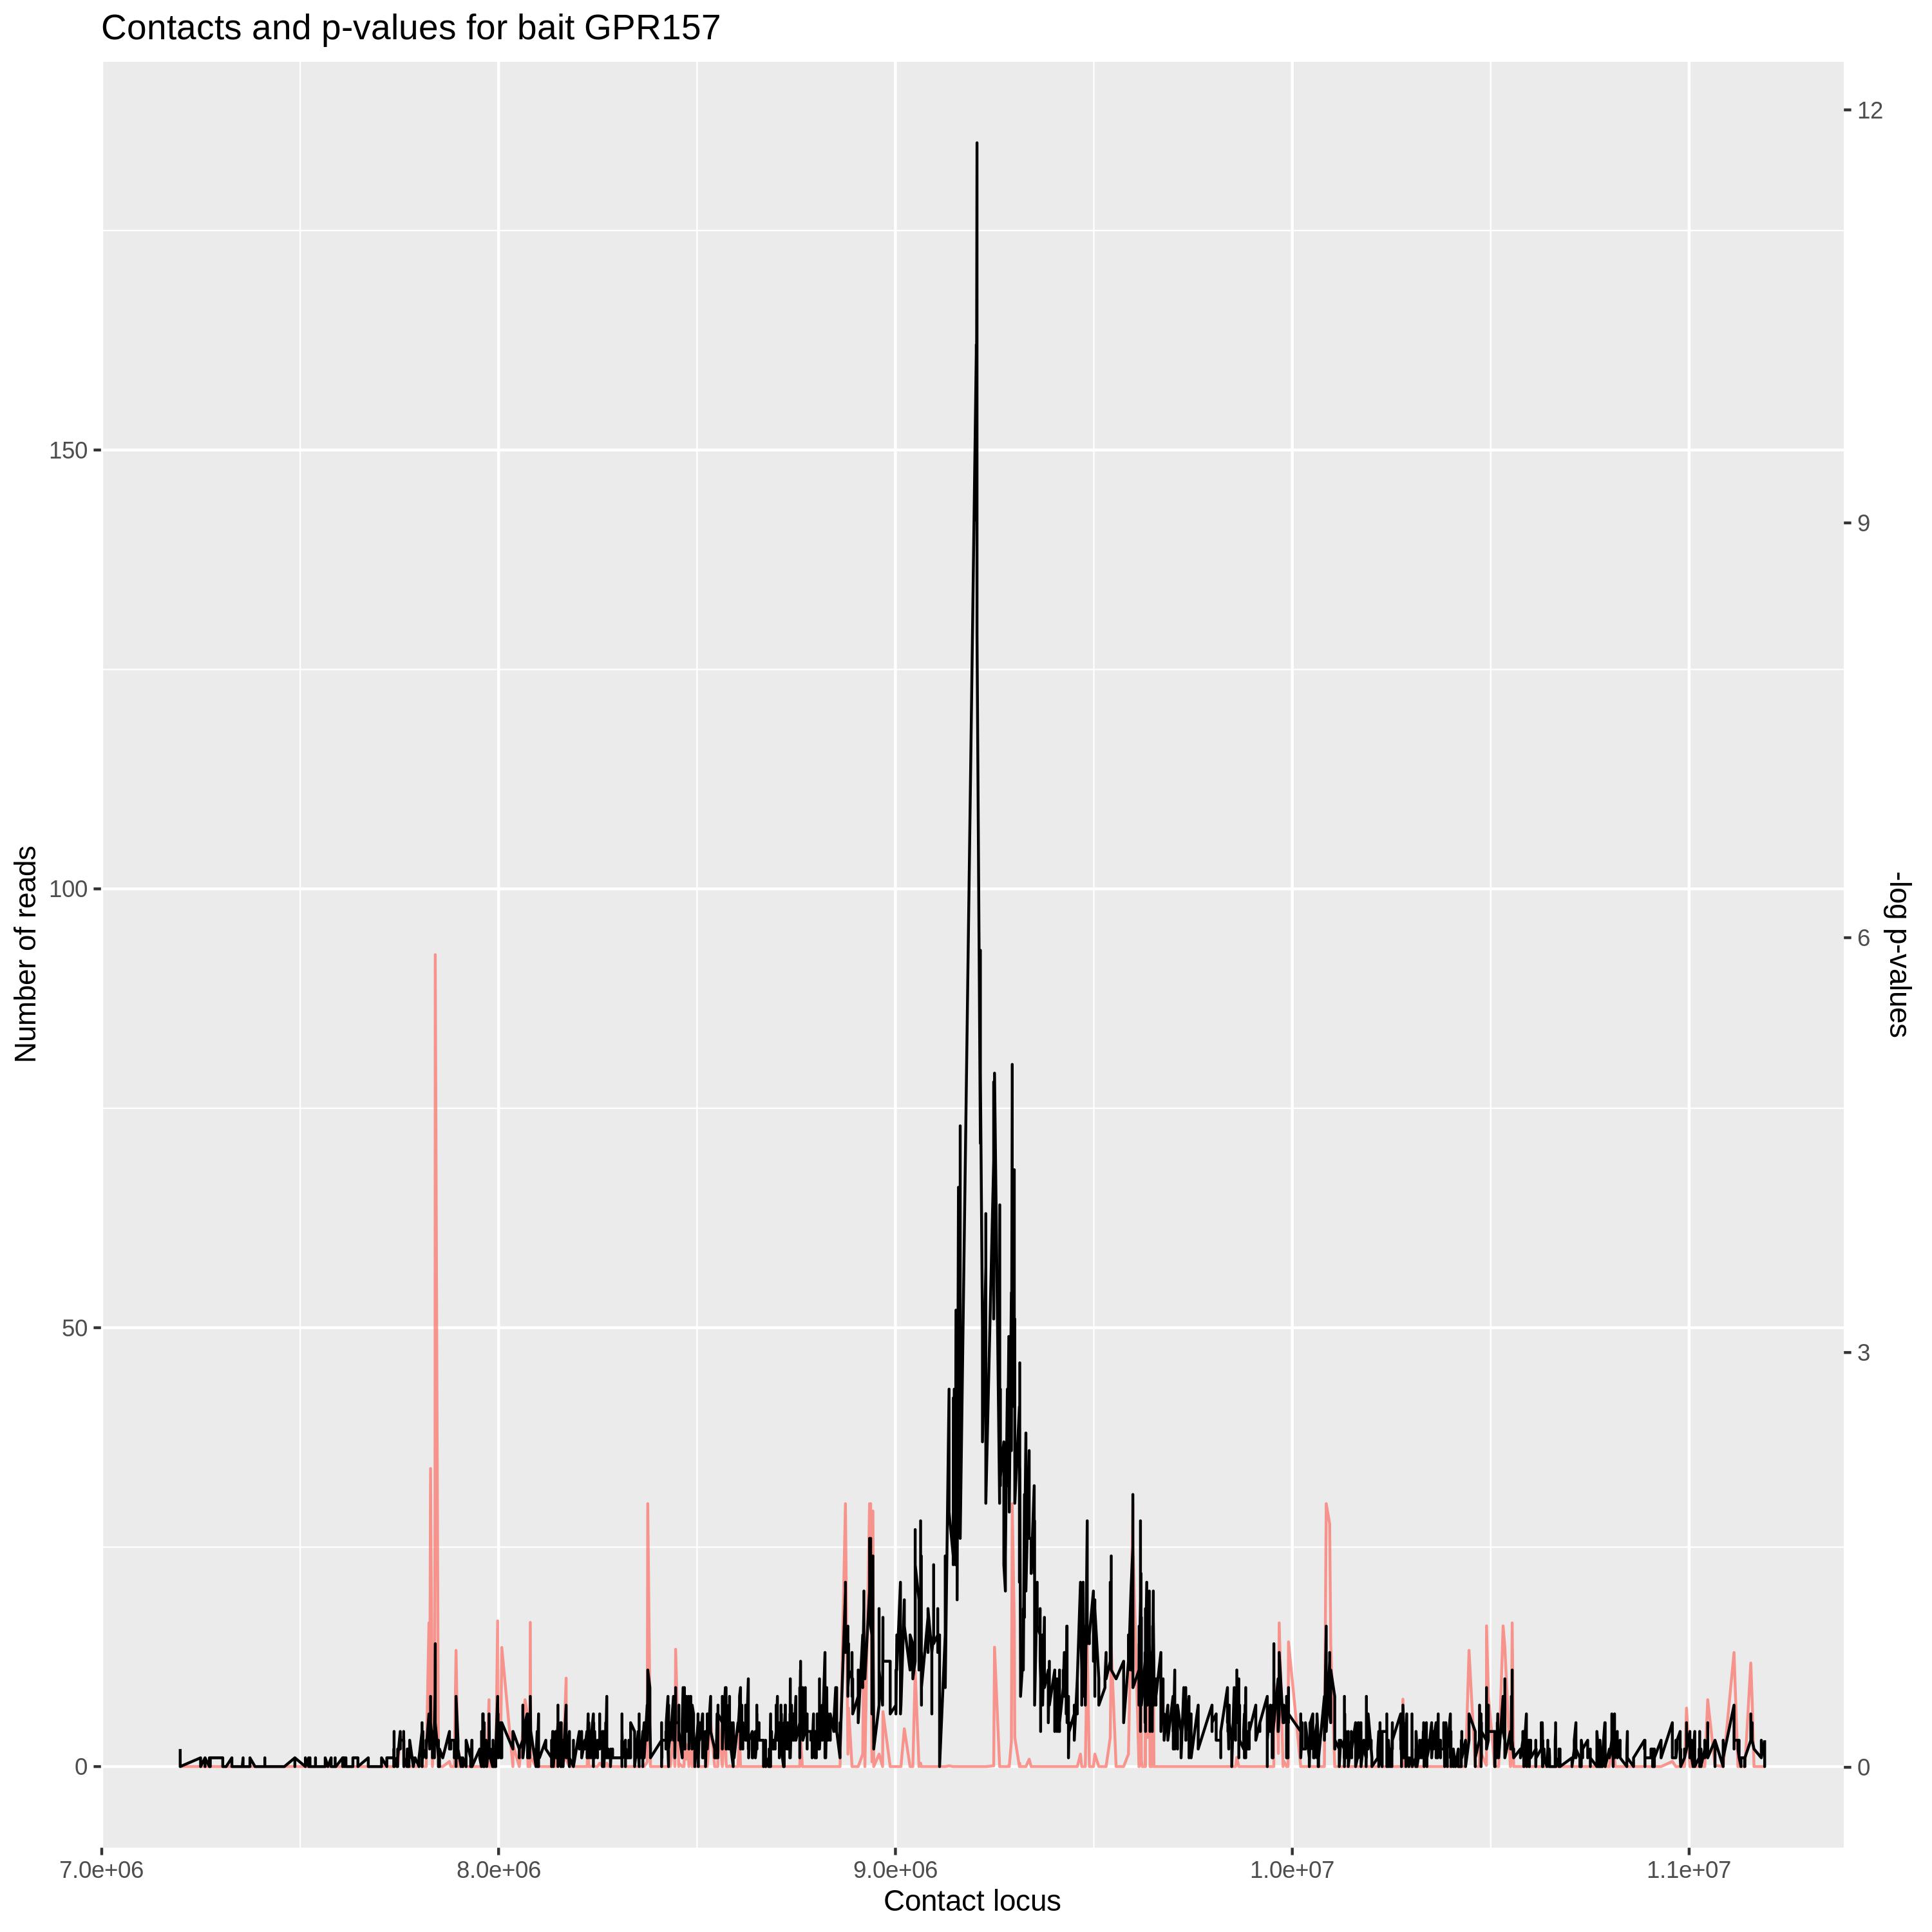 Contacts and p-values for bait GPR157
Number of reads
150
100
50
0
12
9
6
3
0
-log p-values
7.0e+06
8.0e+06
9.0e+06
1.0e+07
1.1e+07
Contact locus